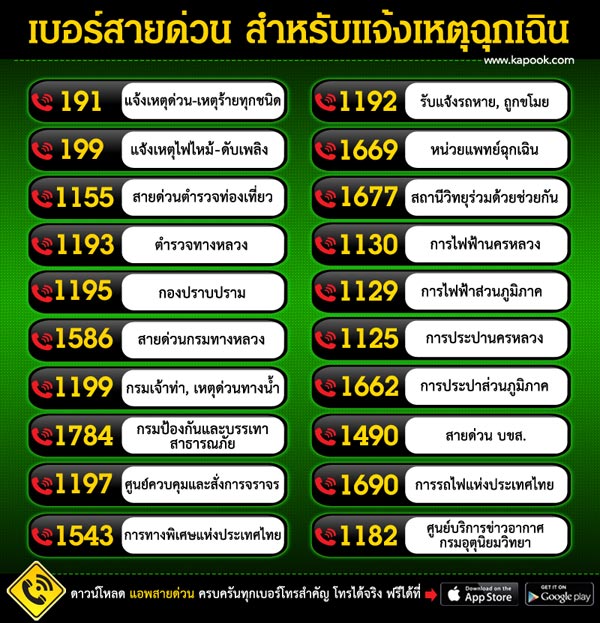 เบอร์สายด่วน สำหรับแจ้งเหตุฉุกเฉิน
www.kapook.com
191 แจ้งเหตุด่วน-เหตุร้ายทุกชนิด
199 แจ้งเหตุไฟไหม้-ดับเพลิง
1155 สายด่วนตำรวจท่องเที่ยว
1193 ตำรวจทางหลวง
1195 กองปราบปราม
1586 สายด่วนกรมทางหลวง
1199 กรมเจ้าท่า, เหตุด่วนทางน้ำ
1784 กรมป้องกันและบรรเทา
สาธารณภัย
1197 ศูนย์ควบคุมและสั่งการจราจร
1543 การทางพิเศษแห่งประเทศไทย
1192 รับแจ้งรถหาย, ถูกขโมย
1669 หน่วยแพทย์ฉุกเฉิน
1677 สถานีวิทยุร่วมด้วยช่วยกัน
1130 การไฟฟ้านครหลวง
1129 การไฟฟ้าส่วนภูมิภาค
1125 การประปานครหลวง
1662 การประปาส่วนภูมิภาค
1490 สายด่วน บขส.
1690 การรถไฟแห่งประเทศไทย
1182 ศูนย์บริการข่าวอากาศ
กรมอุตุนิยมวิทยา
ดาวน์โหลด แอพสายด่วน ครบครันทุกเบอร์โทรสำคัญ โทรได้จริง ฟรีได้ที่
Download on the
App Store
GET IT ON
Google play